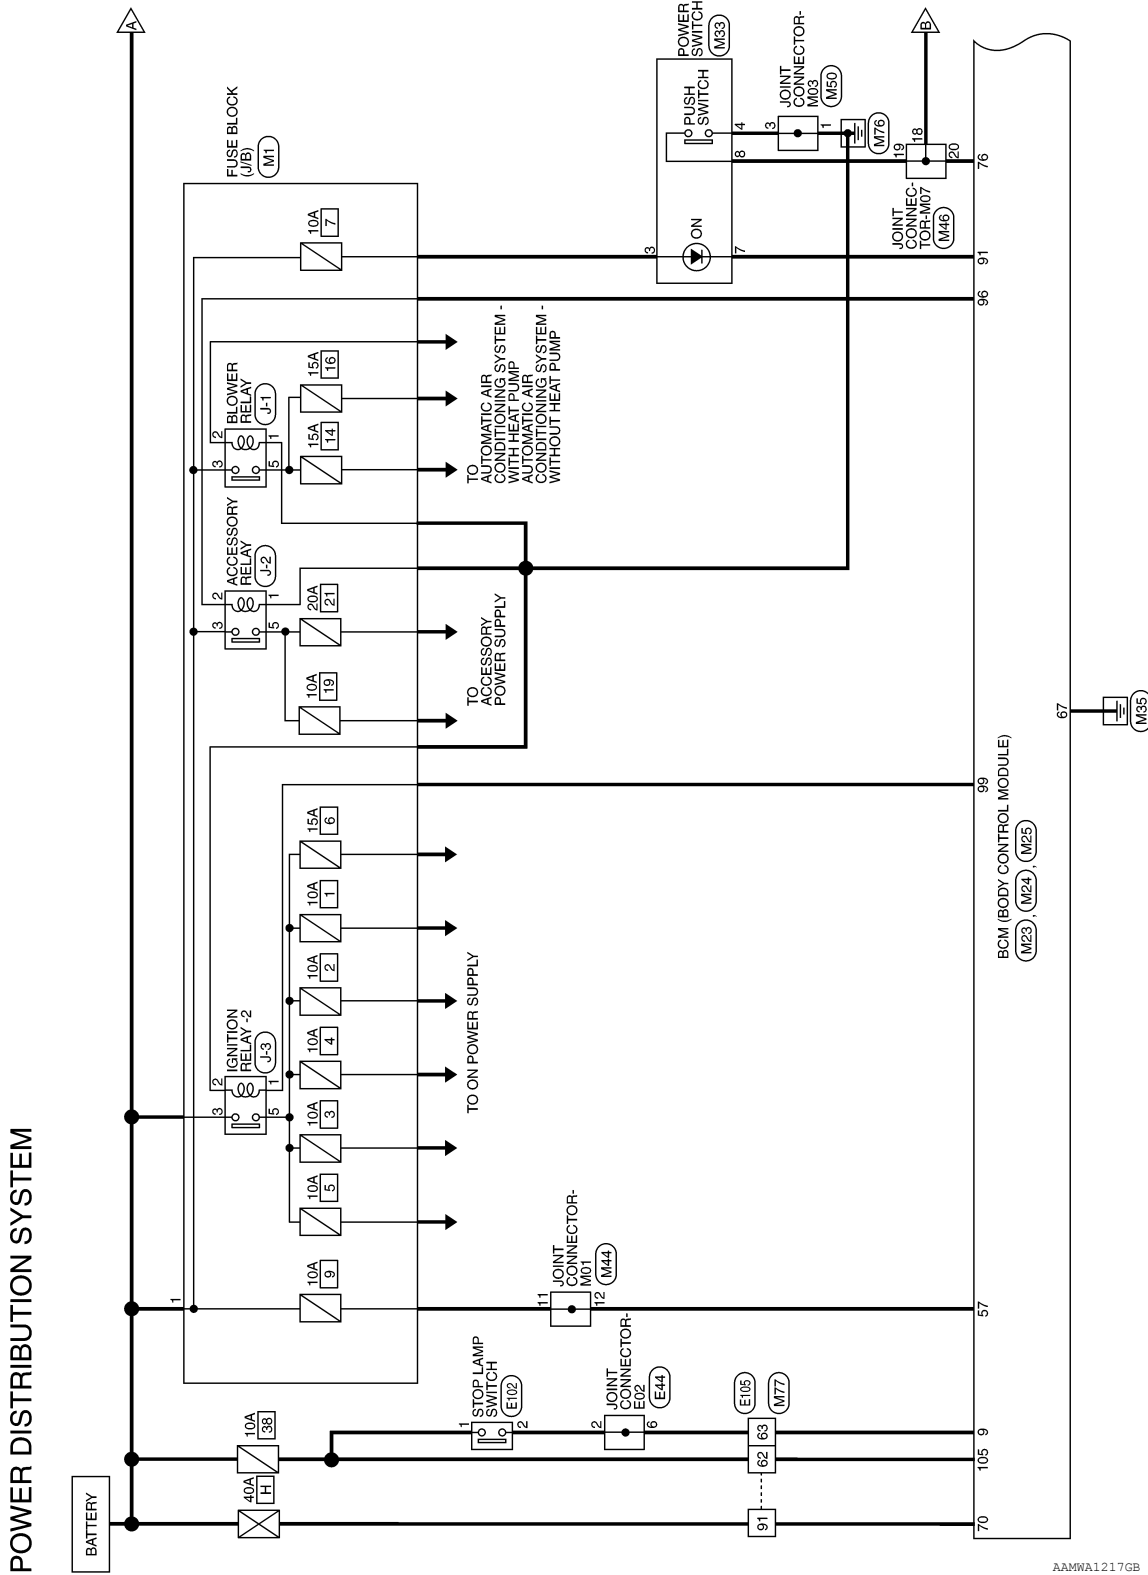 POWER DISTRIBUTION SYSTEM
BATTERY
A
FUSE BLOCK
(J/B)
M1
40A
H
10A
38
1
10A
9
10A
5
10A
3
10A
4
10A
2
10A
1
15A
6
IGNITION
RELAY -2
J-3
3
2
5
1
10A
19
20A
21
ACCESSORY
RELAY
J-2
3
2
5
1
15A
14
15A
16
BLOWER
RELAY
J-1
3
2
5
1
10A
7
TO ON POWER SUPPLY
TO
ACCESSORY
POWER SUPPLY
TO
AUTOMATIC AIR
CONDITIONING SYSTEM -
WITH HEAT PUMP
AUTOMATIC AIR
CONDITIONING SYSTEM -
WITHOUT HEAT PUMP
STOP LAMP
SWITCH
E102
1
2
JOINT
CONNECTOR-
E02
E44
2
6
JOINT
CONNECTOR-
M01
M44
11
12
E105
M77
91
62
63
POWER
SWITCH
M33
PUSH
SWITCH
ON
3
7
8
4
JOINT
CONNECTOR-
M03
M50
3
1
M76
B
JOINT
CONNEC-
TOR-M07
M46
19
18
20
70
105
9
57
99
96
91
76
BCM (BODY CONTROL MODULE)
M23 , M24 , M25
67
M35
AAMWA1217GB